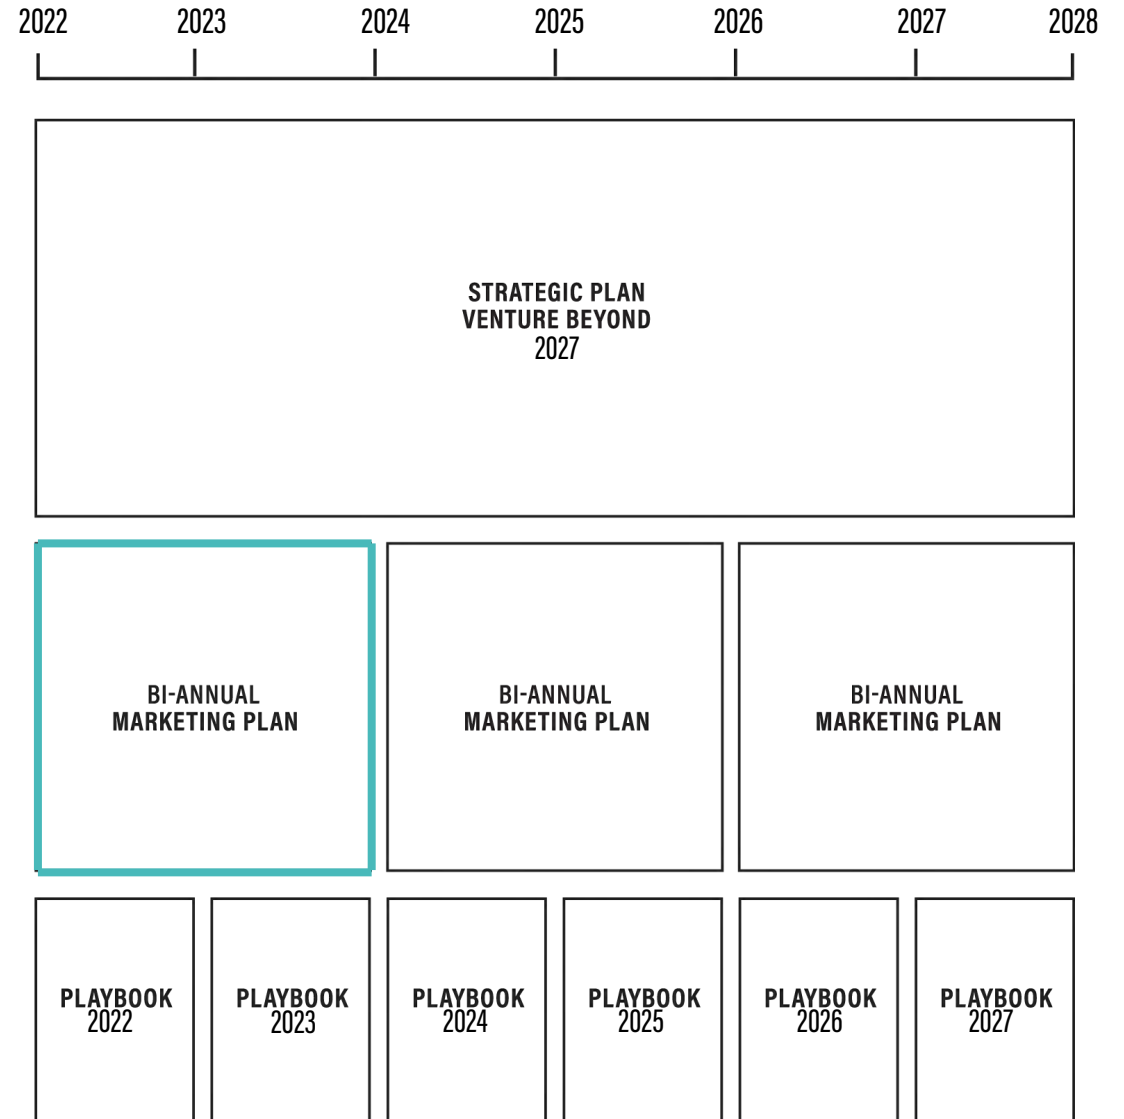 2022 2023 2024 2025 2026 2027 2028
STRATEGIC PLAN
VENTURE BEYOND
2027
BI-ANNUAL
MARKETING PLAN
BI-ANNUAL
MARKETING PLAN
BI-ANNUAL
MARKETING PLAN
PLAYBOOK
2022
PLAYBOOK
2023
PLAYBOOK
2024
PLAYBOOK
2025
PLAYBOOK
2026
PLAYBOOK
2027